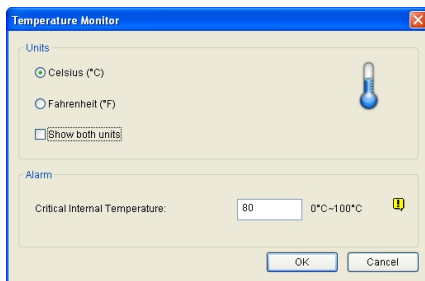 Temperature Monitor
Units
Celsius (°C)
Fahrenheit (°F)
Show both units
Alarm
Critical Internal Temperature: 80 0°C~100°C
OK Cancel